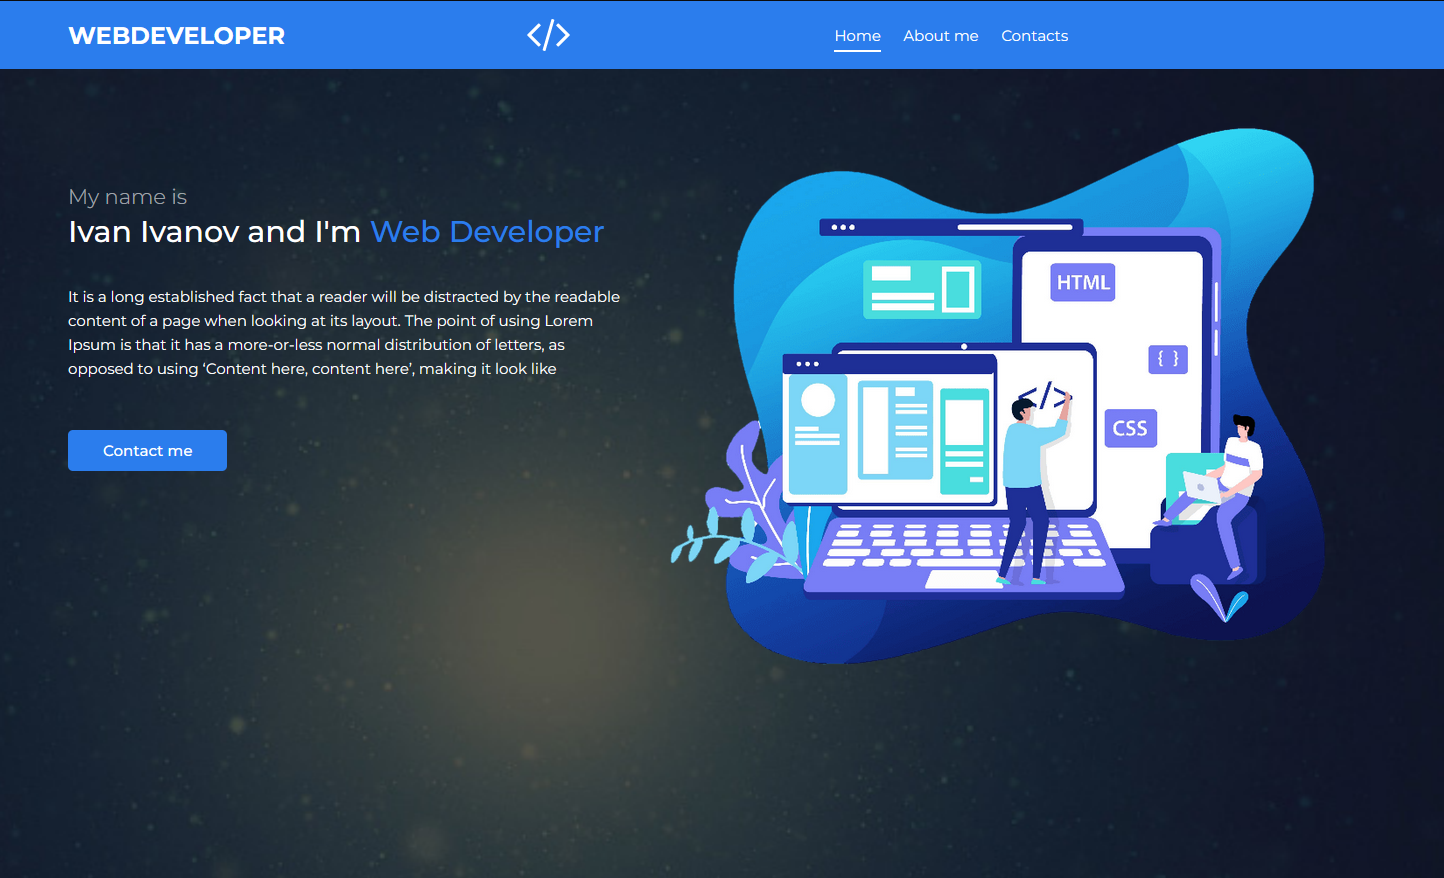 WEBDEVELOPER
</>
Home About me Contacts
My name is
Ivan Ivanov and I'm Web Developer
It is a long established fact that a reader will be distracted by the readable
content of a page when looking at its layout. The point of using Lorem
Ipsum is that it has a more-or-less normal distribution of letters, as
opposed to using ‘Content here, content here’, making it look like
Contact me
HTML
{ }
</>
CSS